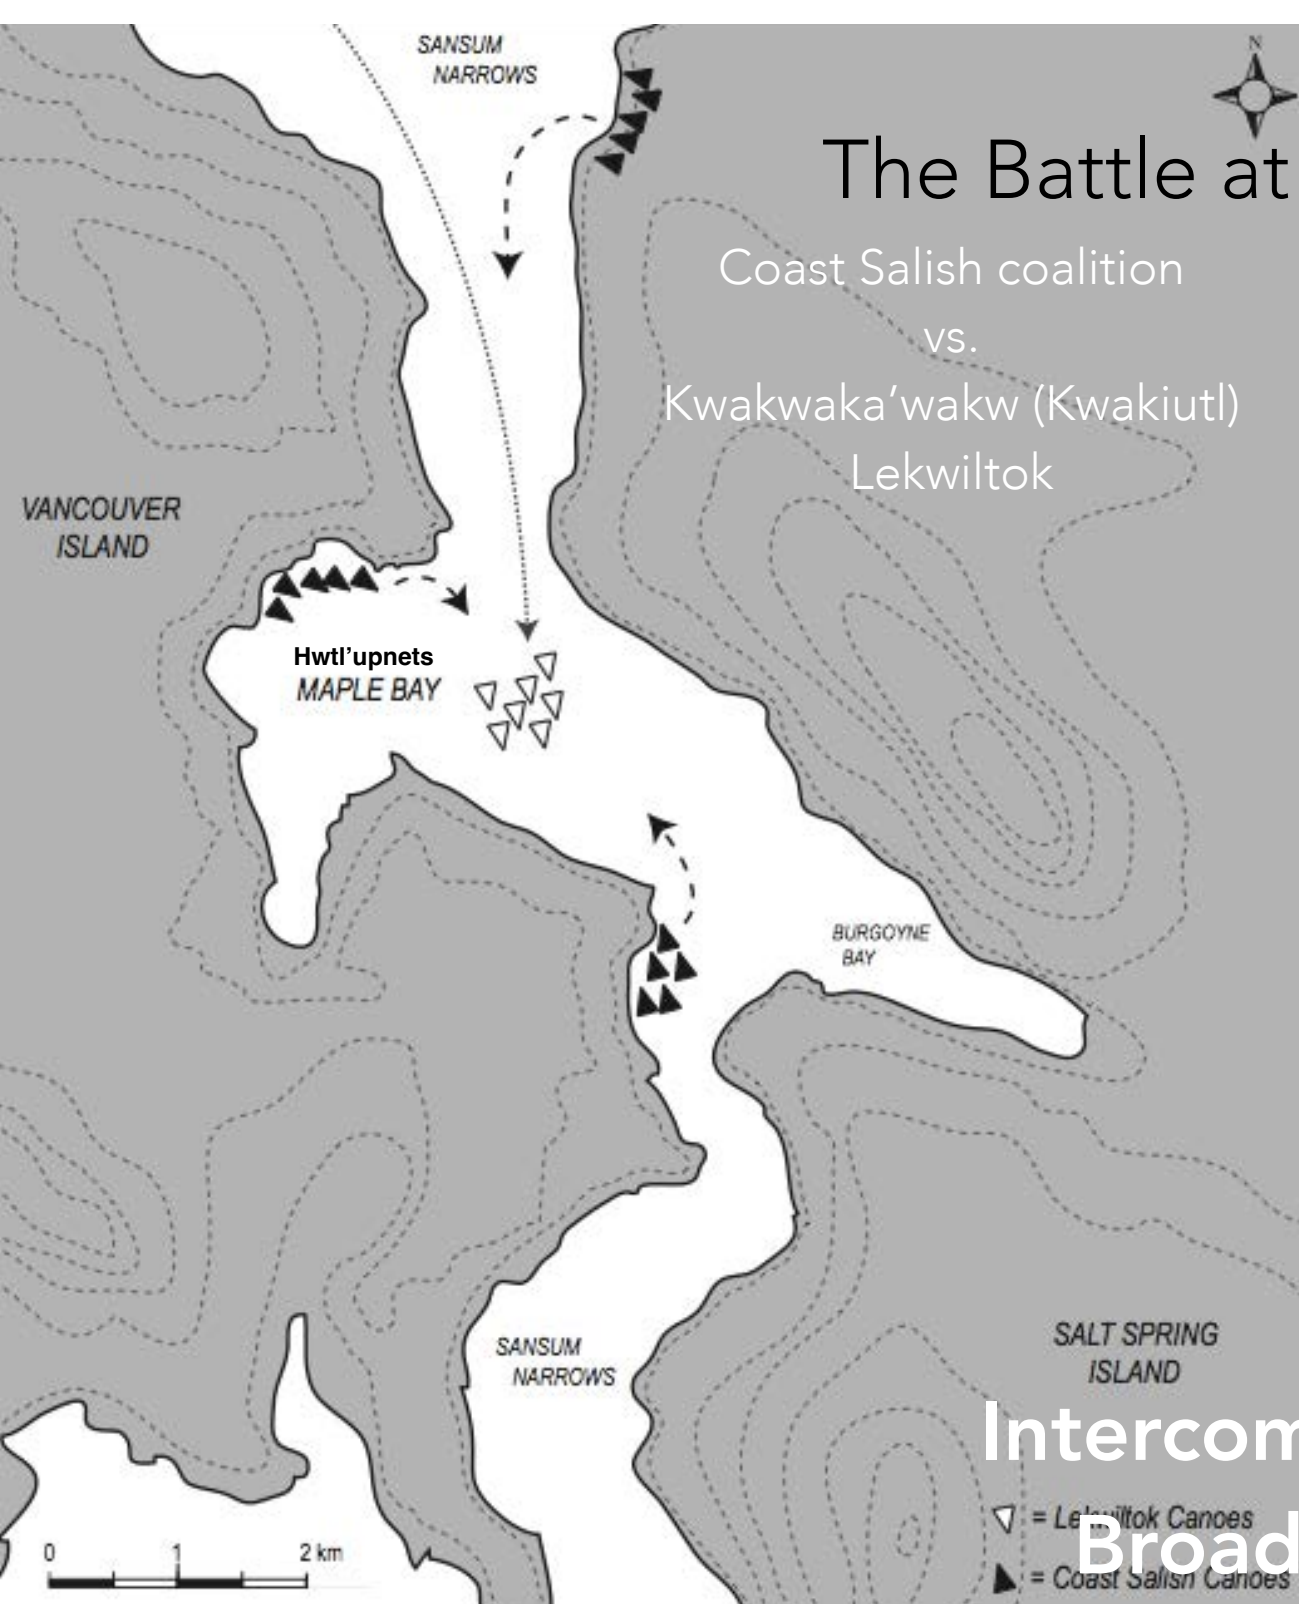 SANSUM
NARROWS
N
The Battle at
Coast Salish coalition
vs.
Kwakwaka’wakw (Kwakiutl)
Lekwiltok
VANCOUVER
ISLAND
Hwtl’upnets
MAPLE BAY
BURGOYNE
BAY
SANSUM
NARROWS
SALT SPRING
ISLAND
Intercom
= Lekwiltok Canoes
Broad
= Coast Salish Canoes
0 1 2 km